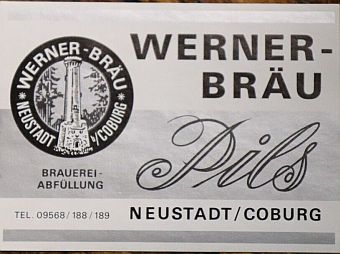 WERNER-BRÄU
NEUSTADT/COBURG
BRAUEREI-
ABFÜLLUNG
TEL. 09568/188/189
WERNER-
BRÄU
Pils
NEUSTADT/COBURG